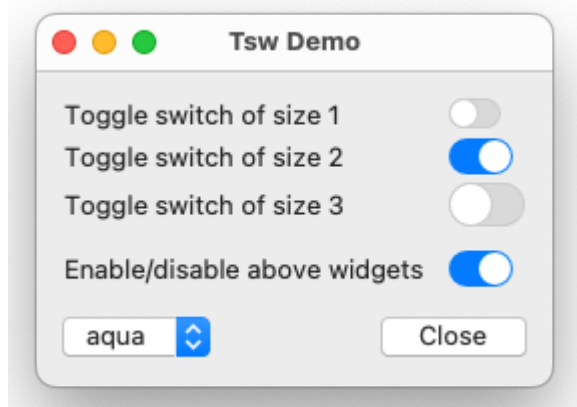 Tsw Demo
Toggle switch of size 1
Toggle switch of size 2
Toggle switch of size 3
Enable/disable above widgets
aqua
Close